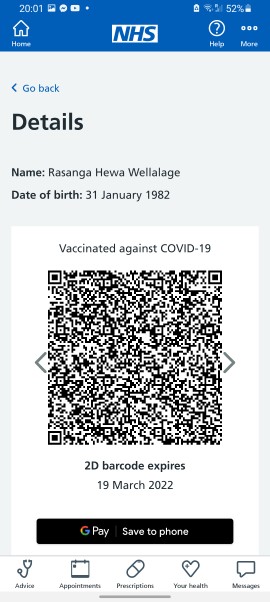 20:01 52%
NHS
Home Help More
Go back
Details
Name: Rasanga Hewa Wellalage
Date of birth: 31 January 1982
Vaccinated against COVID-19
2D barcode expires
19 March 2022
G Pay Save to phone
Advice Appointments Prescriptions Your health Messages